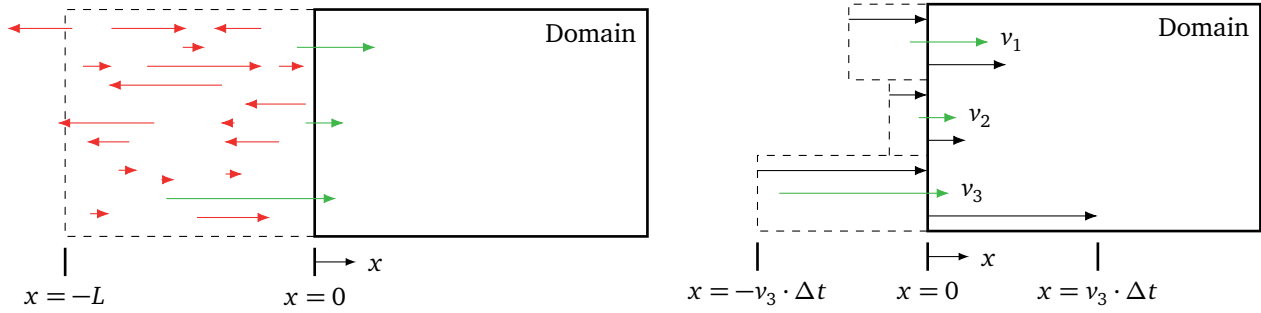 Domain
x
x = −L
x = 0
Domain
v₁
v₂
v₃
x
x = −v₃ · Δt
x = 0
x = v₃ · Δt